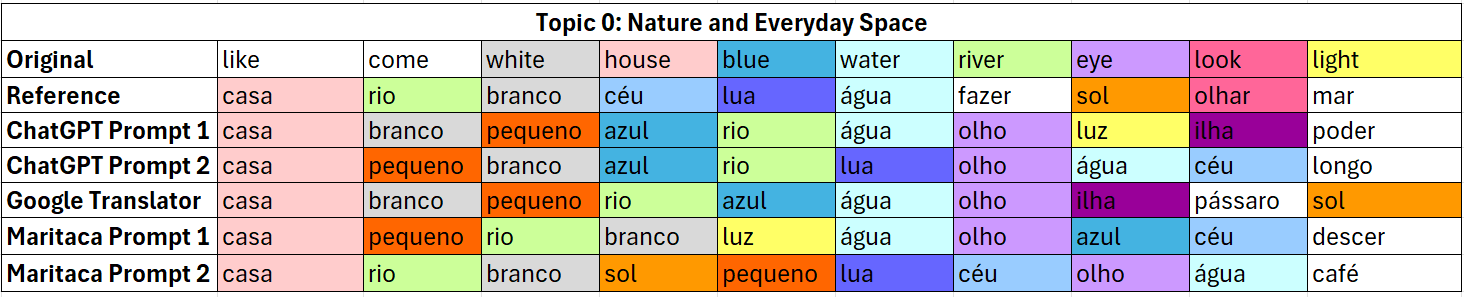 Topic 0: Nature and Everyday Space
Original like come white house blue water river eye look light
Reference casa rio branco céu lua água fazer sol olhar mar
ChatGPT Prompt 1 casa branco pequeno azul rio água olho luz ilha poder
ChatGPT Prompt 2 casa pequeno branco azul rio lua olho água céu longo
Google Translator casa branco pequeno rio azul água olho ilha pássaro sol
Maritaca Prompt 1 casa pequeno rio branco luz água olho azul céu descer
Maritaca Prompt 2 casa rio branco sol pequeno lua céu olho água café